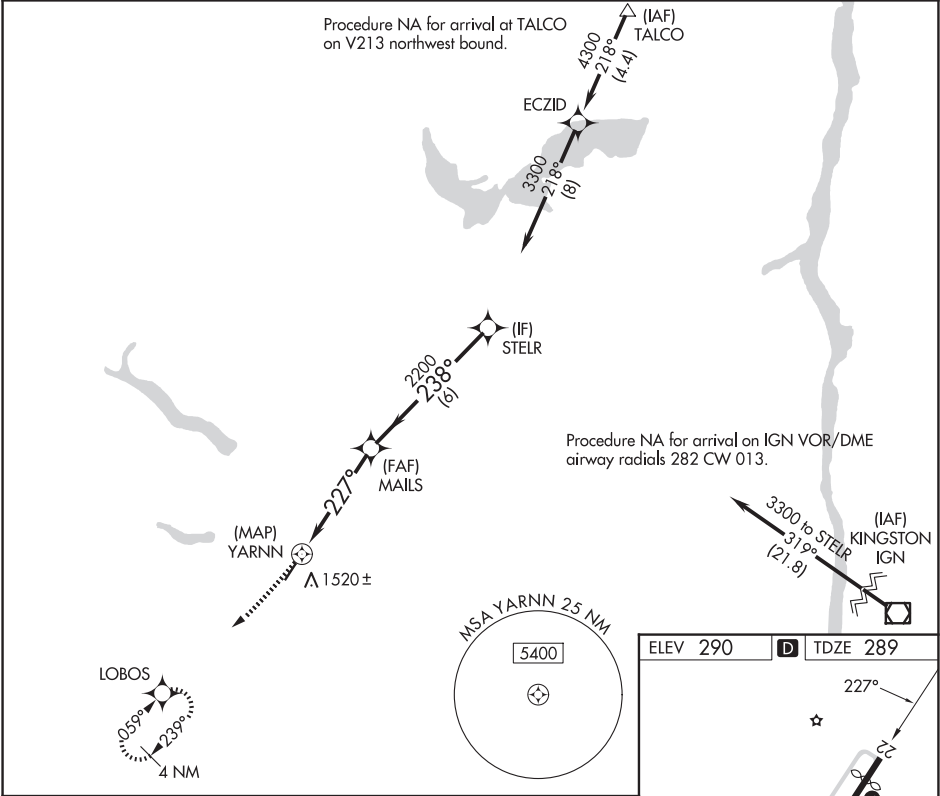 Procedure NA for arrival at TALCO
on V213 northwest bound.
(IAF)
TALCO
4300
218°
(4.4)
ECZID
3300
218°
(8)
(IF)
STELR
2200
238°
(6)
(FAF)
MAILS
227°
(MAP)
YARNN
1520 ±
Procedure NA for arrival on IGN VOR/DME
airway radials 282 CW 013.
3300 to STELR
319°
(21.8)
(IAF)
KINGSTON
IGN
MSA YARNN 25 NM
5400
LOBOS
059°
239°
4 NM
ELEV 290
D
TDZE 289
227°
22